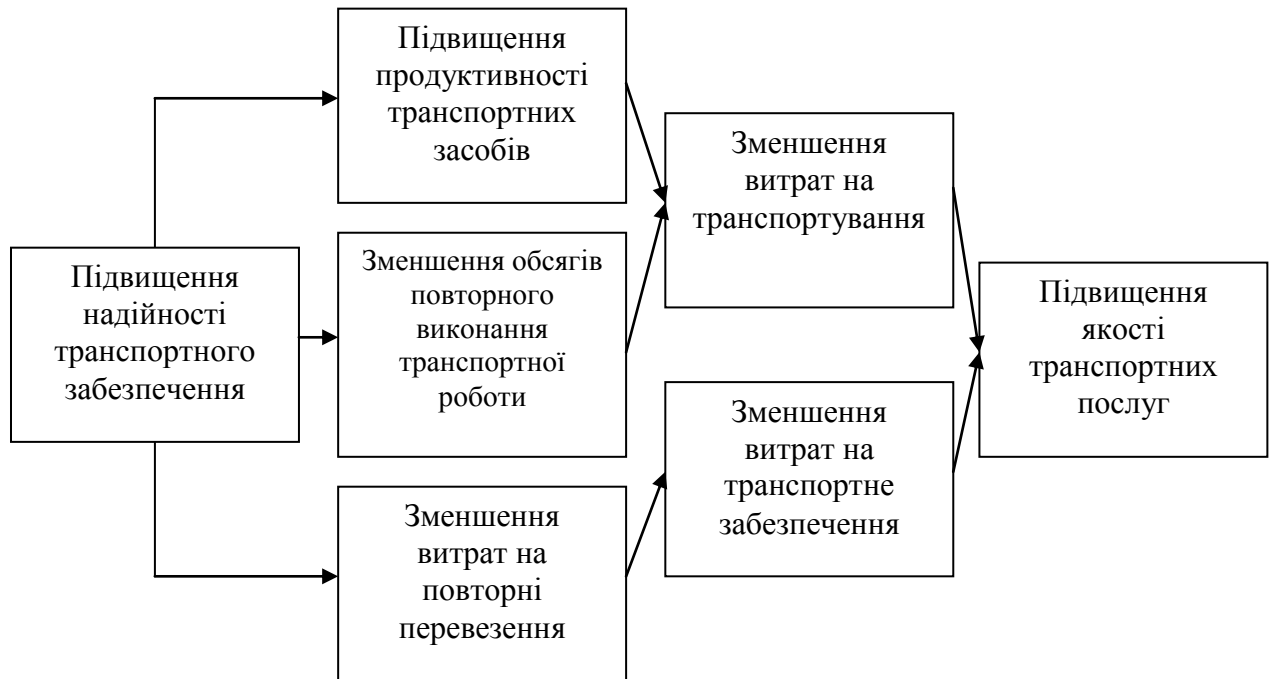 Підвищення
надійності
транспортного
забезпечення
Підвищення
продуктивності
транспортних
засобів
Зменшення обсягів
повторного
виконання
транспортної
роботи
Зменшення
витрат на
повторні
перевезення
Зменшення
витрат на
транспортування
Зменшення
витрат на
транспортне
забезпечення
Підвищення
якості
транспортних
послуг